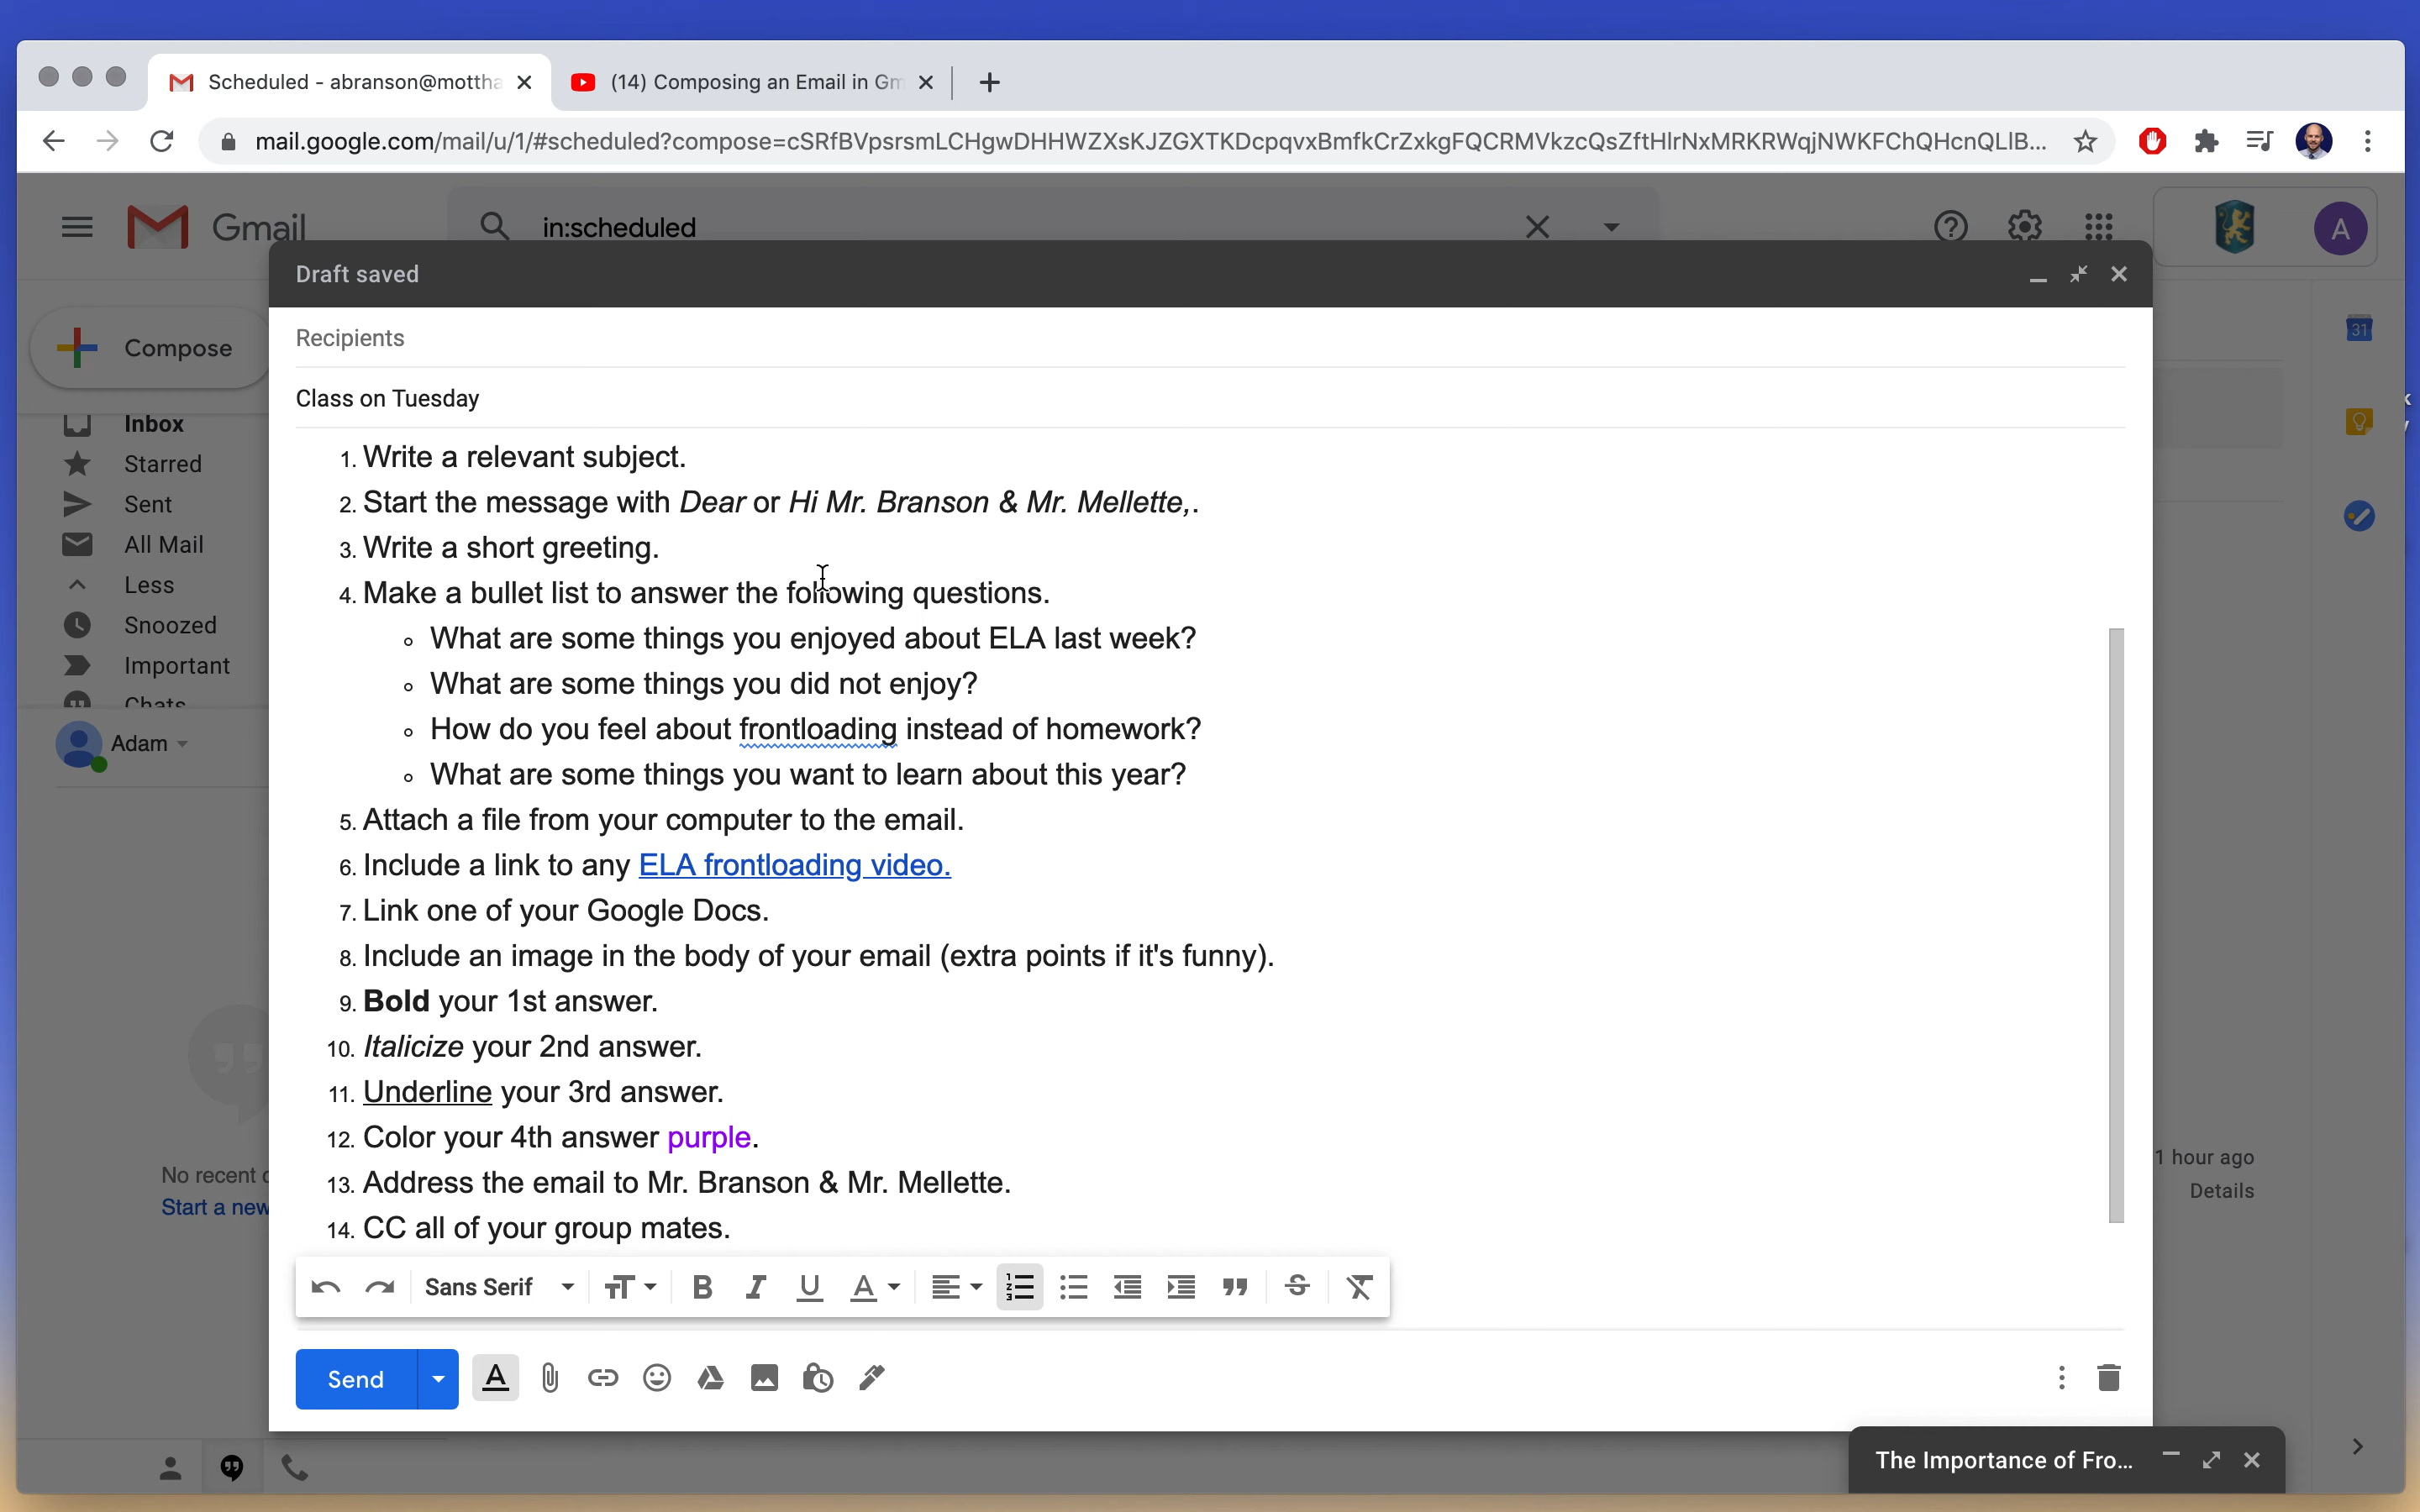 Scheduled - abranson@mottha
(14) Composing an Email in Gm
mail.google.com/mail/u/1/#scheduled?compose=cSRfBVpsrsmLCHgwDHHWZXsKJZGXTKDcpqvxBmfkCrZxkgFQCRMVkzcQsZftHlrNxMRKRWqjNWKFChQHcnQLlB...
Gmail
in:scheduled
A
Draft saved
Recipients
Compose
31
Class on Tuesday
Inbox
Starred
Sent
All Mail
Less
Snoozed
Important
Chats
Adam
1. Write a relevant subject.
2. Start the message with Dear or Hi Mr. Branson & Mr. Mellette,.
3. Write a short greeting.
4. Make a bullet list to answer the following questions.
What are some things you enjoyed about ELA last week?
What are some things you did not enjoy?
How do you feel about frontloading instead of homework?
What are some things you want to learn about this year?
5. Attach a file from your computer to the email.
6. Include a link to any ELA frontloading video.
7. Link one of your Google Docs.
8. Include an image in the body of your email (extra points if it's funny).
9. Bold your 1st answer.
10. Italicize your 2nd answer.
11. Underline your 3rd answer.
12. Color your 4th answer purple.
13. Address the email to Mr. Branson & Mr. Mellette.
14. CC all of your group mates.
No recent
Start a new
1 hour ago
Details
Sans Serif
Send
The Importance of Fro...